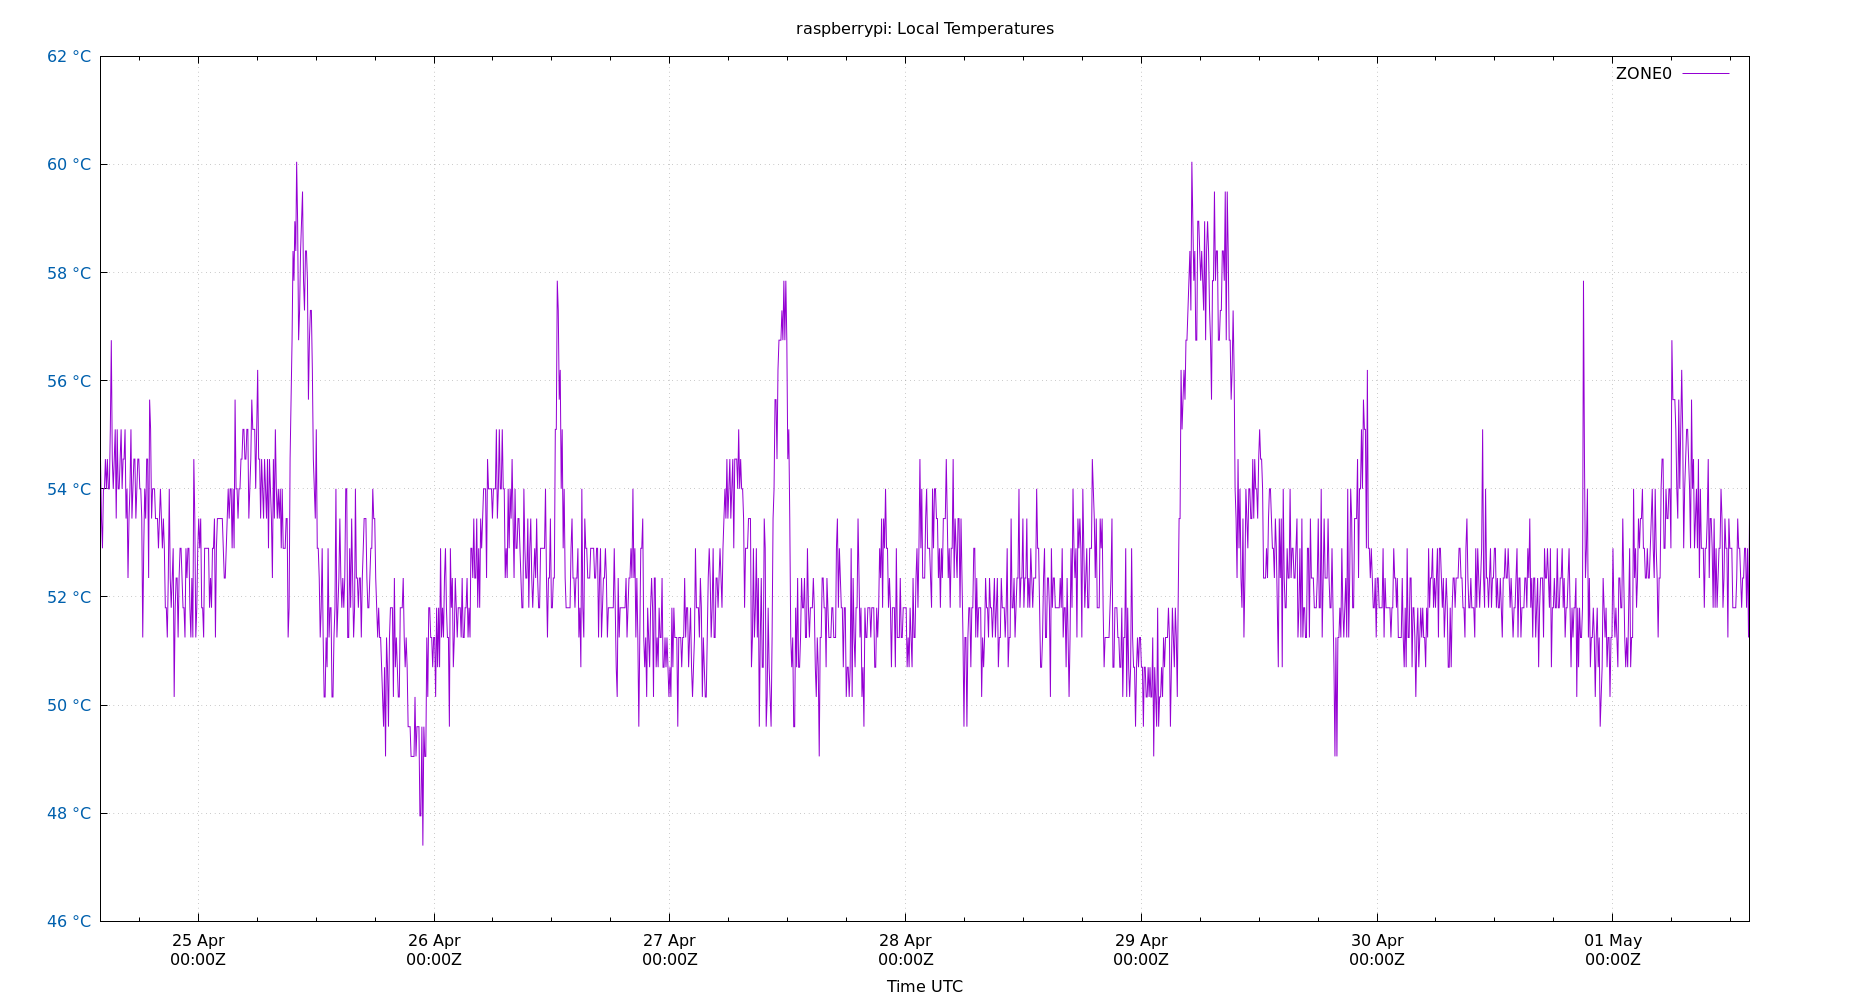 raspberrypi: Local Temperatures
62 °C
ZONE0
60 °C
58 °C
56 °C
54 °C
52 °C
50 °C
48 °C
46 °C
25 Apr 26 Apr 27 Apr 28 Apr 29 Apr 30 Apr 01 May
00:00Z 00:00Z 00:00Z 00:00Z 00:00Z 00:00Z 00:00Z
Time UTC